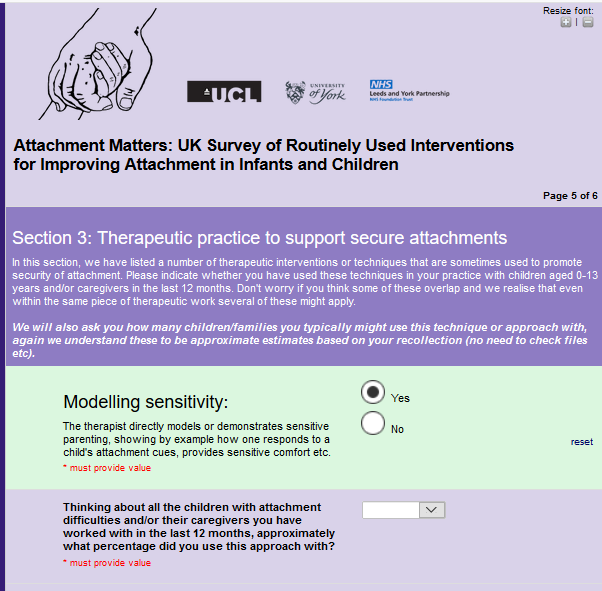 Resize font:
UCL
UNIVERSITY
of York
NHS
Leeds and York Partnership
NHS Foundation Trust
Attachment Matters: UK Survey of Routinely Used Interventions
for Improving Attachment in Infants and Children
Page 5 of 6
Section 3: Therapeutic practice to support secure attachments
In this section, we have listed a number of therapeutic interventions or techniques that are sometimes used to promote
security of attachment. Please indicate whether you have used these techniques in your practice with children aged 0-13
years and/or caregivers in the last 12 months. Don't worry if you think some of these overlap and we realise that even
within the same piece of therapeutic work several of these might apply.
We will also ask you how many children/families you typically might use this technique or approach with,
again we understand these to be approximate estimates based on your recollection (no need to check files
etc).
Modelling sensitivity:
Yes
No
The therapist directly models or demonstrates sensitive
parenting, showing by example how one responds to a
child's attachment cues, provides sensitive comfort etc.
* must provide value
reset
Thinking about all the children with attachment
difficulties and/or their caregivers you have
worked with in the last 12 months, approximately
what percentage did you use this approach with?
* must provide value